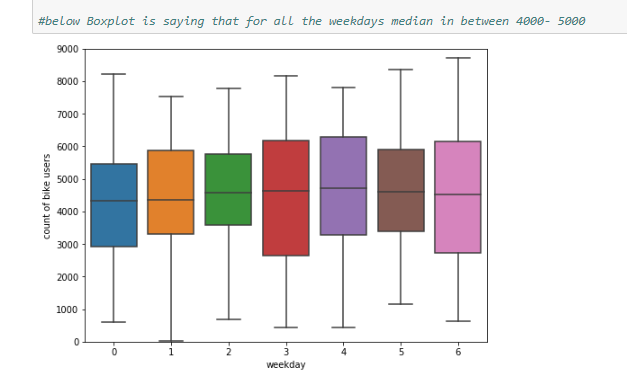 #below Boxplot is saying that for all the weekdays median in between 4000- 5000
9000
8000
7000
6000
5000
4000
3000
2000
1000
0
count of bike users
0 1 2 3 4 5 6
weekday